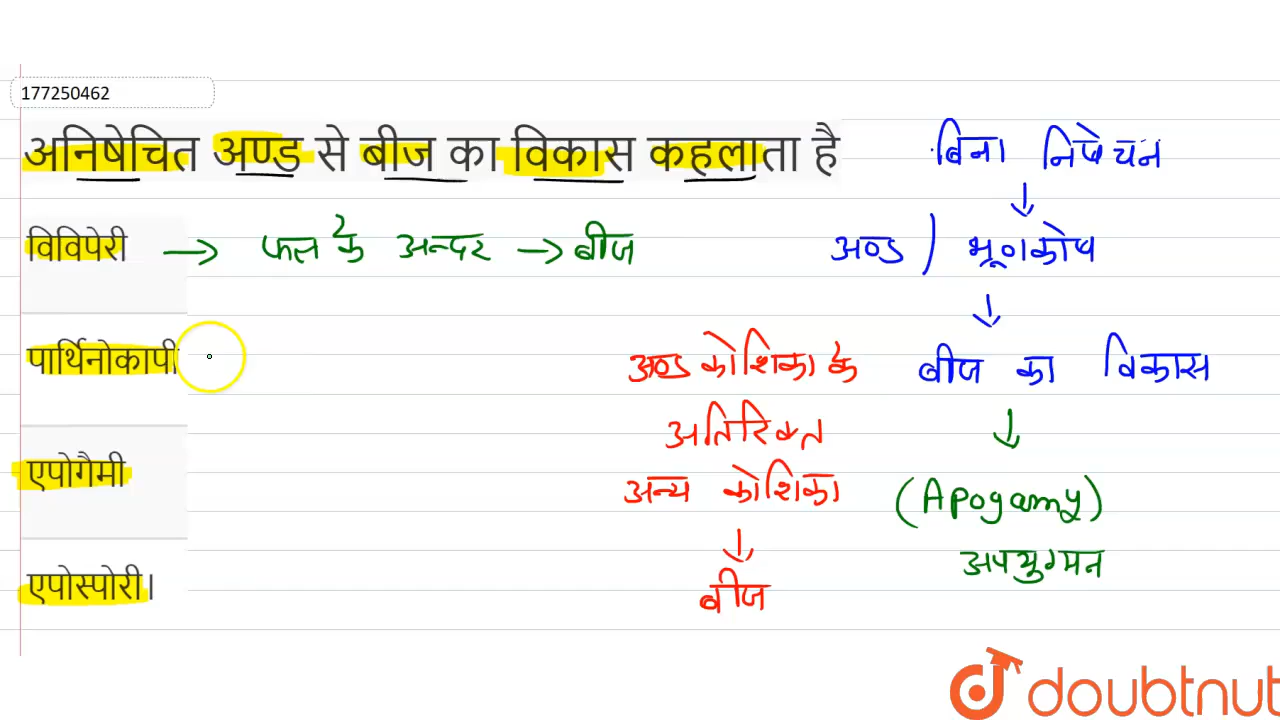 177250462
अनिषेचित अण्ड से बीज का विकास कहलाता है
विविपेरी → फल के अन्दर → बीज
पार्थिनोकापी
एपोगैमी
एपोस्पोरी।
बिना निषेचन
↓
अण्ड / भ्रूणकोष
↓
बीज का विकास
↓
(Apogamy)
अपयुग्मन
अण्ड कोशिका के
अतिरिक्त
अन्य कोशिका
↓
बीज
doubtnut